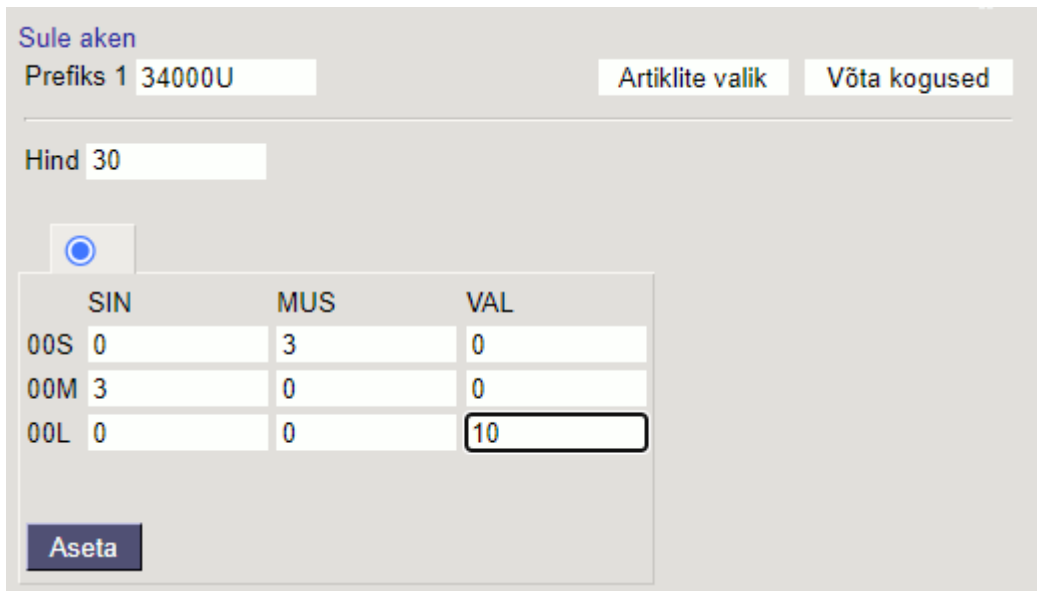 Sule aken
Prefiks 1 34000U Artiklite valik Võta kogused
Hind 30
SIN MUS VAL
00S 0 3 0
00M 3 0 0
00L 0 0 10
Aseta